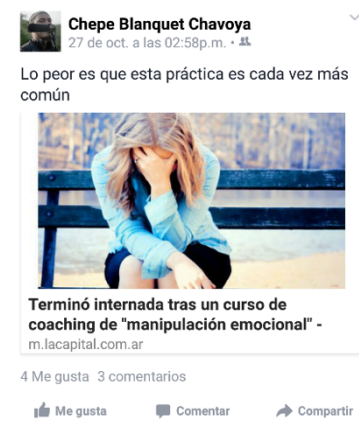 Chepe Blanquet Chavoya
27 de oct. a las 02:58p.m. •
Lo peor es que esta práctica es cada vez más
común
Terminó internada tras un curso de
coaching de "manipulación emocional" -
m.lacapital.com.ar
4 Me gusta 3 comentarios
Me gusta Comentar Compartir